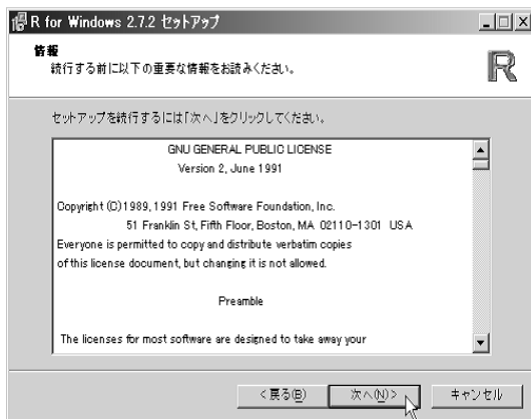 R for Windows 2.7.2 セットアップ
情報
続行する前に以下の重要な情報をお読みください。
R
セットアップを続行するには「次へ」をクリックしてください。
GNU GENERAL PUBLIC LICENSE
Version 2, June 1991
Copyright (C)1989, 1991 Free Software Foundation, Inc.
51 Franklin St, Fifth Floor, Boston, MA 02110-1301 USA
Everyone is permitted to copy and distribute verbatim copies
of this license document, but changing it is not allowed.
Preamble
The licenses for most software are designed to take away your
<戻る(B)
次へ(N)>
キャンセル